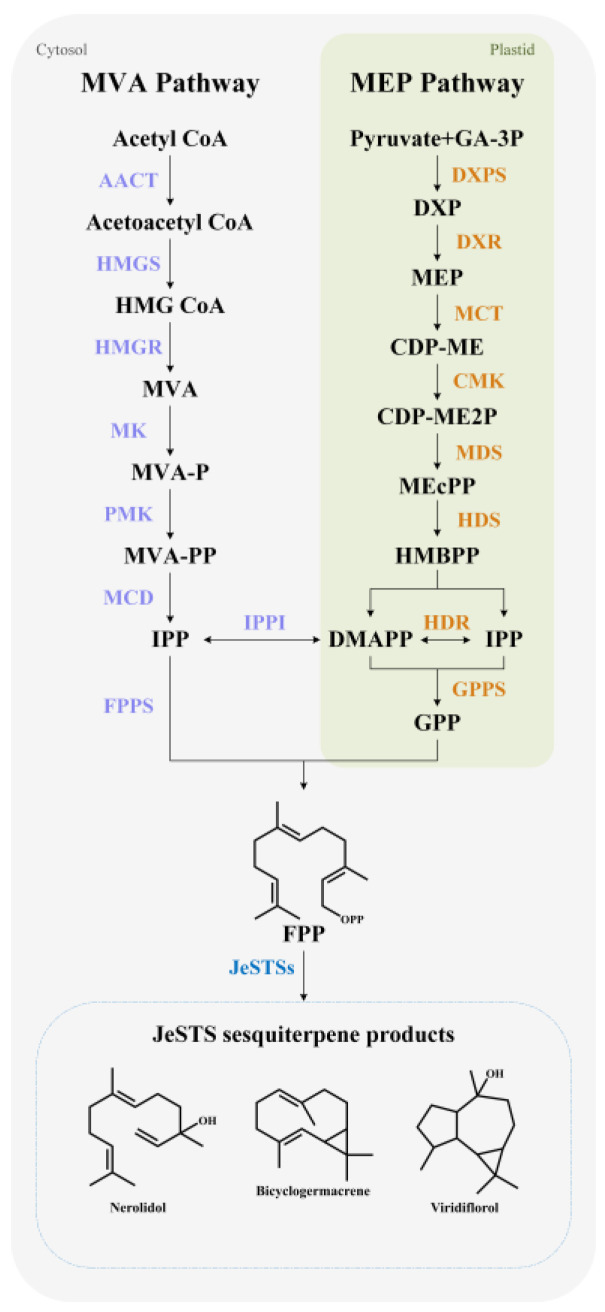 Cytosol
Plastid
MVA Pathway
MEP Pathway
Acetyl CoA
Pyruvate+GA-3P
AACT
DXPS
Acetoacetyl CoA
DXP
HMGS
DXR
HMG CoA
MEP
HMGR
MCT
MVA
CDP-ME
MK
CMK
MVA-P
CDP-ME2P
PMK
MDS
MVA-PP
MEcPP
MCD
HDS
IPP
HMBPP
IPPI
DMAPP
HDR
IPP
FPPS
GPPS
GPP
OPP
FPP
JeSTSs
JeSTS sesquiterpene products
OH
OH
Nerolidol
Bicyclogermacrene
Viridiflorol